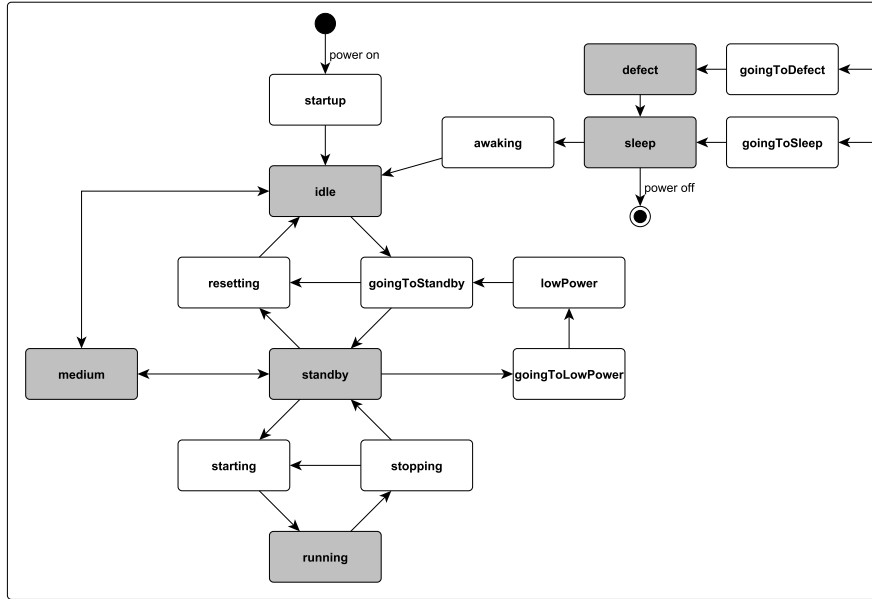 power on
startup
defect
goingToDefect
awaking
sleep
goingToSleep
idle
power off
resetting
goingToStandby
lowPower
medium
standby
goingToLowPower
starting
stopping
running